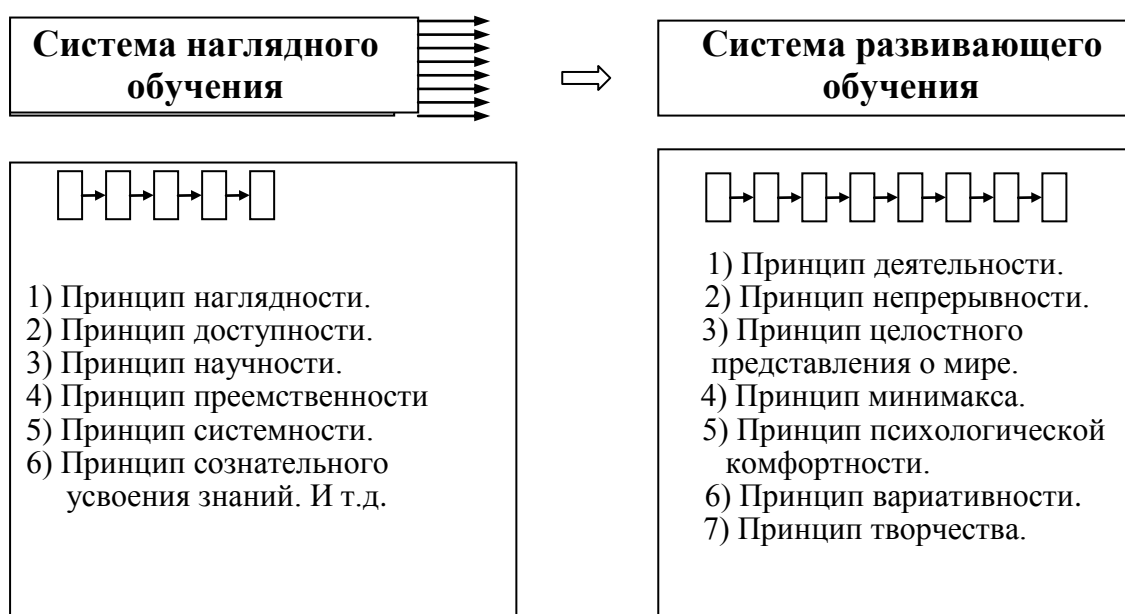 Система наглядного
обучения
Система развивающего
обучения
1) Принцип наглядности.
2) Принцип доступности.
3) Принцип научности.
4) Принцип преемственности
5) Принцип системности.
6) Принцип сознательного
усвоения знаний. И т.д.
1) Принцип деятельности.
2) Принцип непрерывности.
3) Принцип целостного
представления о мире.
4) Принцип минимакса.
5) Принцип психологической
комфортности.
6) Принцип вариативности.
7) Принцип творчества.